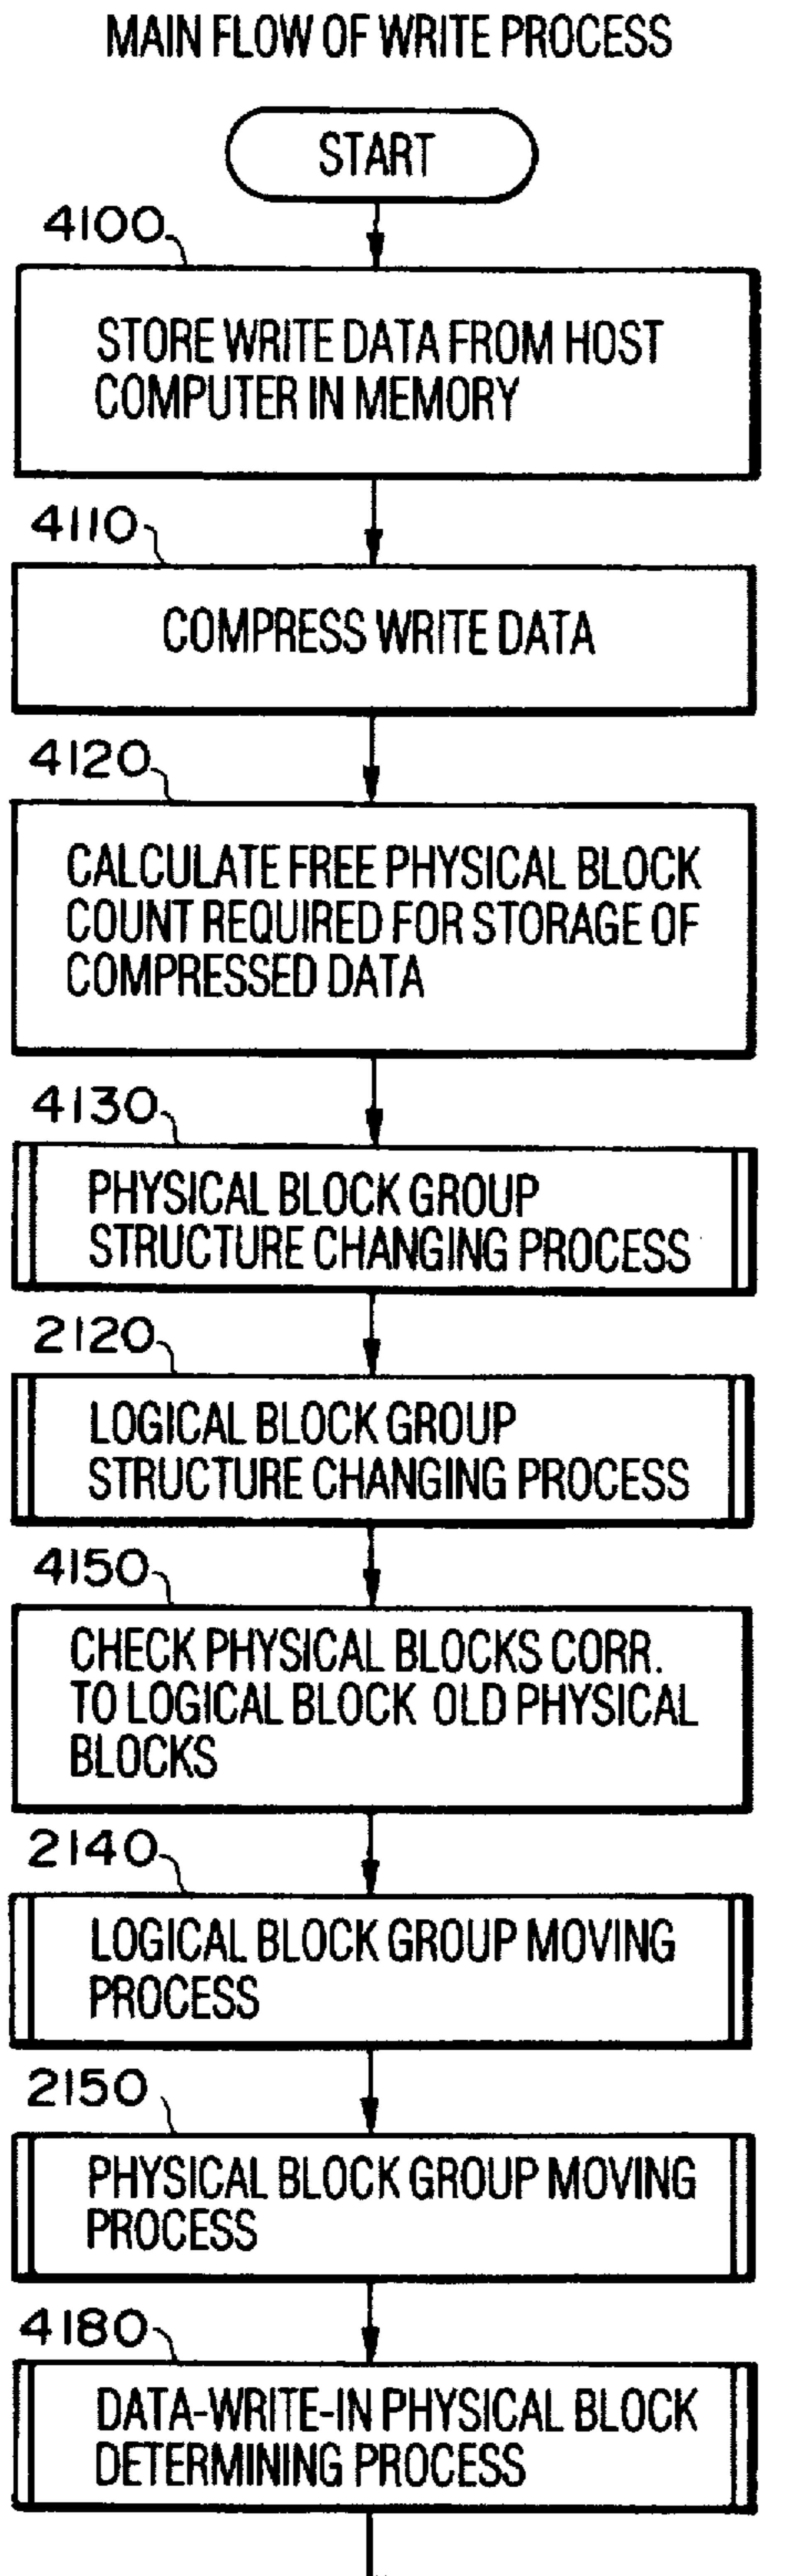 MAIN FLOW OF WRITE PROCESS
START
4100
STORE WRITE DATA FROM HOST
COMPUTER IN MEMORY
4110
COMPRESS WRITE DATA
4120
CALCULATE FREE PHYSICAL BLOCK
COUNT REQUIRED FOR STORAGE OF
COMPRESSED DATA
4130
PHYSICAL BLOCK GROUP
STRUCTURE CHANGING PROCESS
2120
LOGICAL BLOCK GROUP
STRUCTURE CHANGING PROCESS
4150
CHECK PHYSICAL BLOCKS CORR.
TO LOGICAL BLOCK OLD PHYSICAL
BLOCKS
2140
LOGICAL BLOCK GROUP MOVING
PROCESS
2150
PHYSICAL BLOCK GROUP MOVING
PROCESS
4180
DATA-WRITE-IN PHYSICAL BLOCK
DETERMINING PROCESS